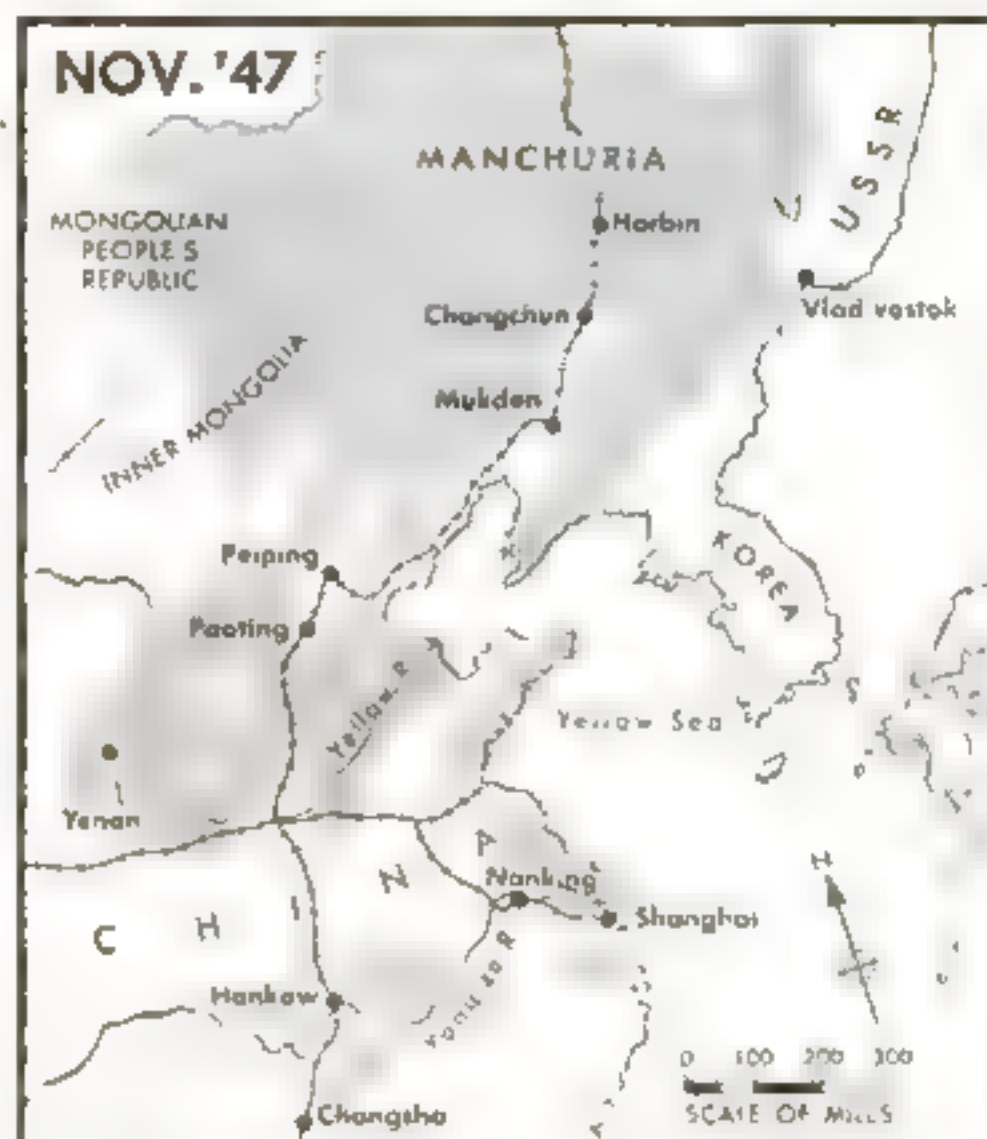 NOV. '47
MANCHURIA
USSR
MONGOLIAN
PEOPLE'S
REPUBLIC
Harbin
Changchun
Vladivostok
Mukden
INNER MONGOLIA
Peiping
KOREA
Paoting
Yellow R
Yellow Sea
Yenan
CHINA
Nanking
Shanghai
Hankow
0 100 200 300
SCALE OF MILES
Changsha